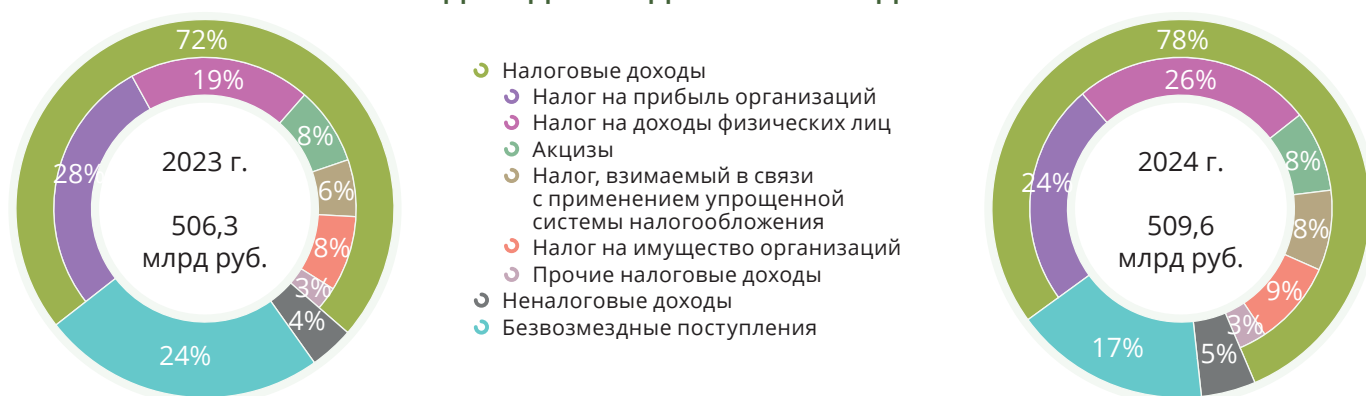 72%
19%
8%
28%
6%
8%
3%
4%
24%
2023 г.
506,3
млрд руб.
Налоговые доходы
Налог на прибыль организаций
Налог на доходы физических лиц
Акцизы
Налог, взимаемый в связи
с применением упрощенной
системы налогообложения
Налог на имущество организаций
Прочие налоговые доходы
Неналоговые доходы
Безвозмездные поступления
78%
26%
8%
24%
8%
9%
3%
5%
17%
2024 г.
509,6
млрд руб.